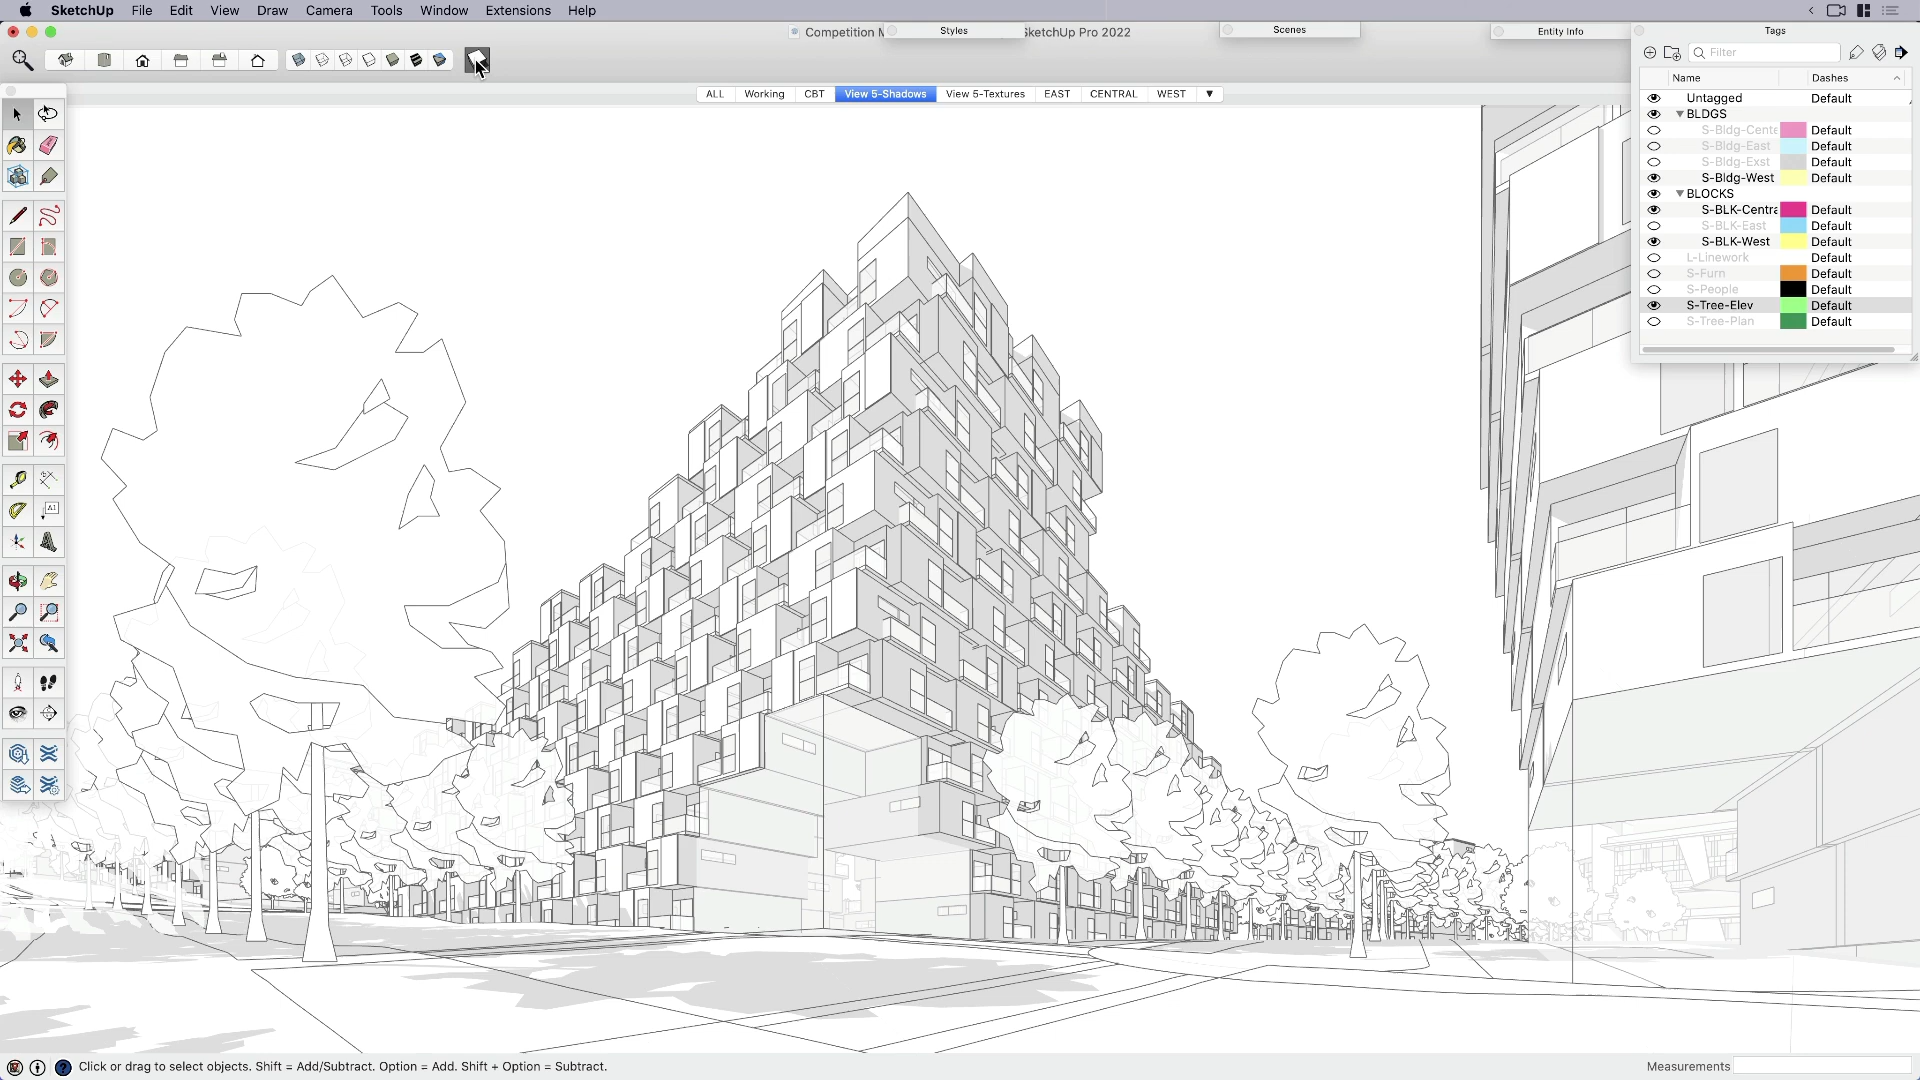 SketchUp File Edit View Draw Camera Tools Window Extensions Help
Competition M
Styles
SketchUp Pro 2022
Scenes
Entity Info
Tags
Filter
Name Dashes
ALL Working CBT View 5-Shadows View 5-Textures EAST CENTRAL WEST
Untagged Default
BLDGS
S-Bldg-Cente Default
S-Bldg-East Default
S-Bldg-Exst Default
S-Bldg-West Default
BLOCKS
S-BLK-Centra Default
S-BLK-East Default
S-BLK-West Default
L-Linework Default
S-Furn Default
S-People Default
S-Tree-Elev Default
S-Tree-Plan Default
A1
Click or drag to select objects. Shift = Add/Subtract. Option = Add. Shift + Option = Subtract.
Measurements